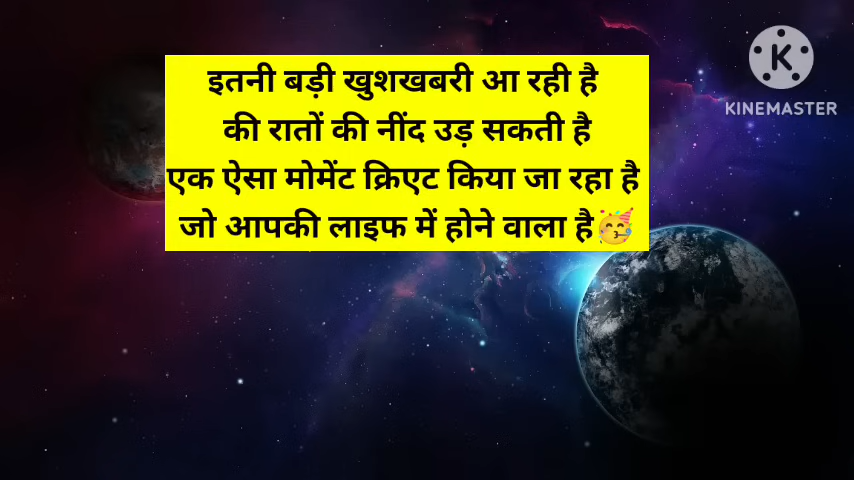 इतनी बड़ी खुशखबरी आ रही है
की रातों की नींद उड़ सकती है
एक ऐसा मोमेंट क्रिएट किया जा रहा है
जो आपकी लाइफ में होने वाला है🥳
K
KINEMASTER